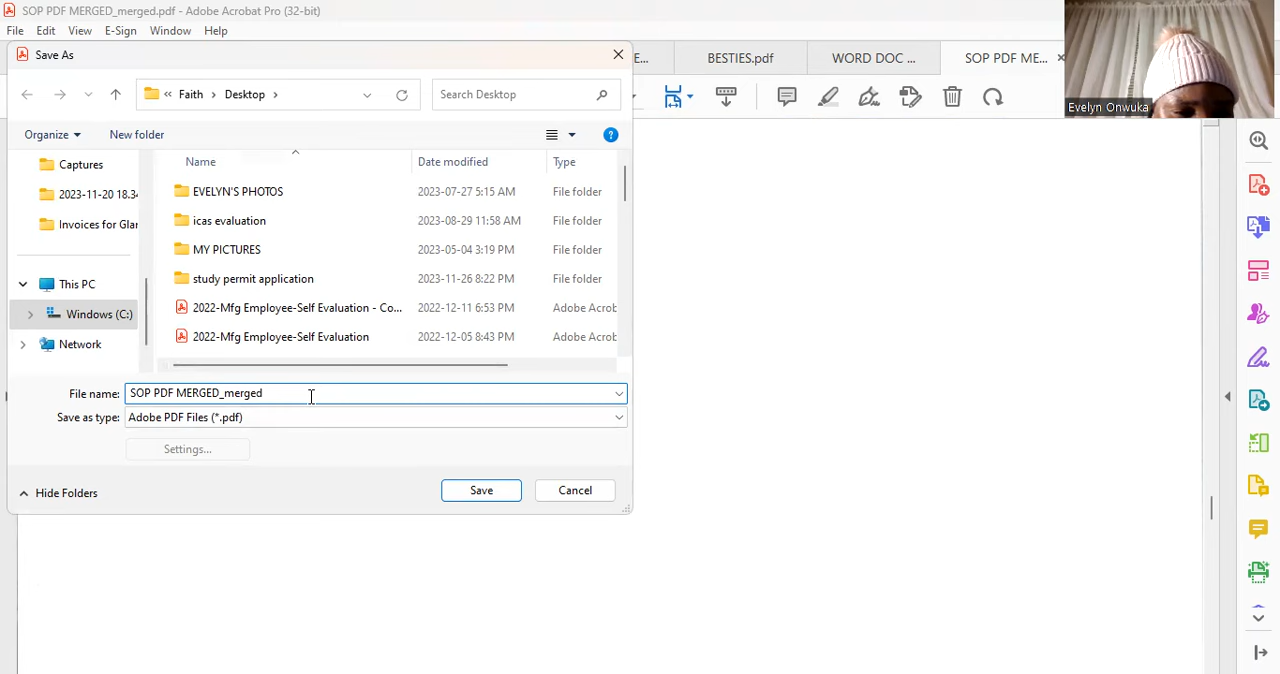 SOP PDF MERGED_merged.pdf - Adobe Acrobat Pro (32-bit)
File Edit View E-Sign Window Help
Save As
E... BESTIES.pdf WORD DOC ... SOP PDF ME...
« Faith › Desktop ›
Search Desktop
Evelyn Onwuka
Organize New folder
Name Date modified Type
Captures
2023-11-20 18.34
Invoices for Glar
This PC
Windows (C:)
Network
EVELYN'S PHOTOS 2023-07-27 5:15 AM File folder
icas evaluation 2023-08-29 11:58 AM File folder
MY PICTURES 2023-05-04 3:19 PM File folder
study permit application 2023-11-26 8:22 PM File folder
2022-Mfg Employee-Self Evaluation - Co... 2022-12-11 6:53 PM Adobe Acrob
2022-Mfg Employee-Self Evaluation 2022-12-05 8:43 PM Adobe Acrob
File name: SOP PDF MERGED_merged
Save as type: Adobe PDF Files (*.pdf)
Settings...
Hide Folders
Save Cancel